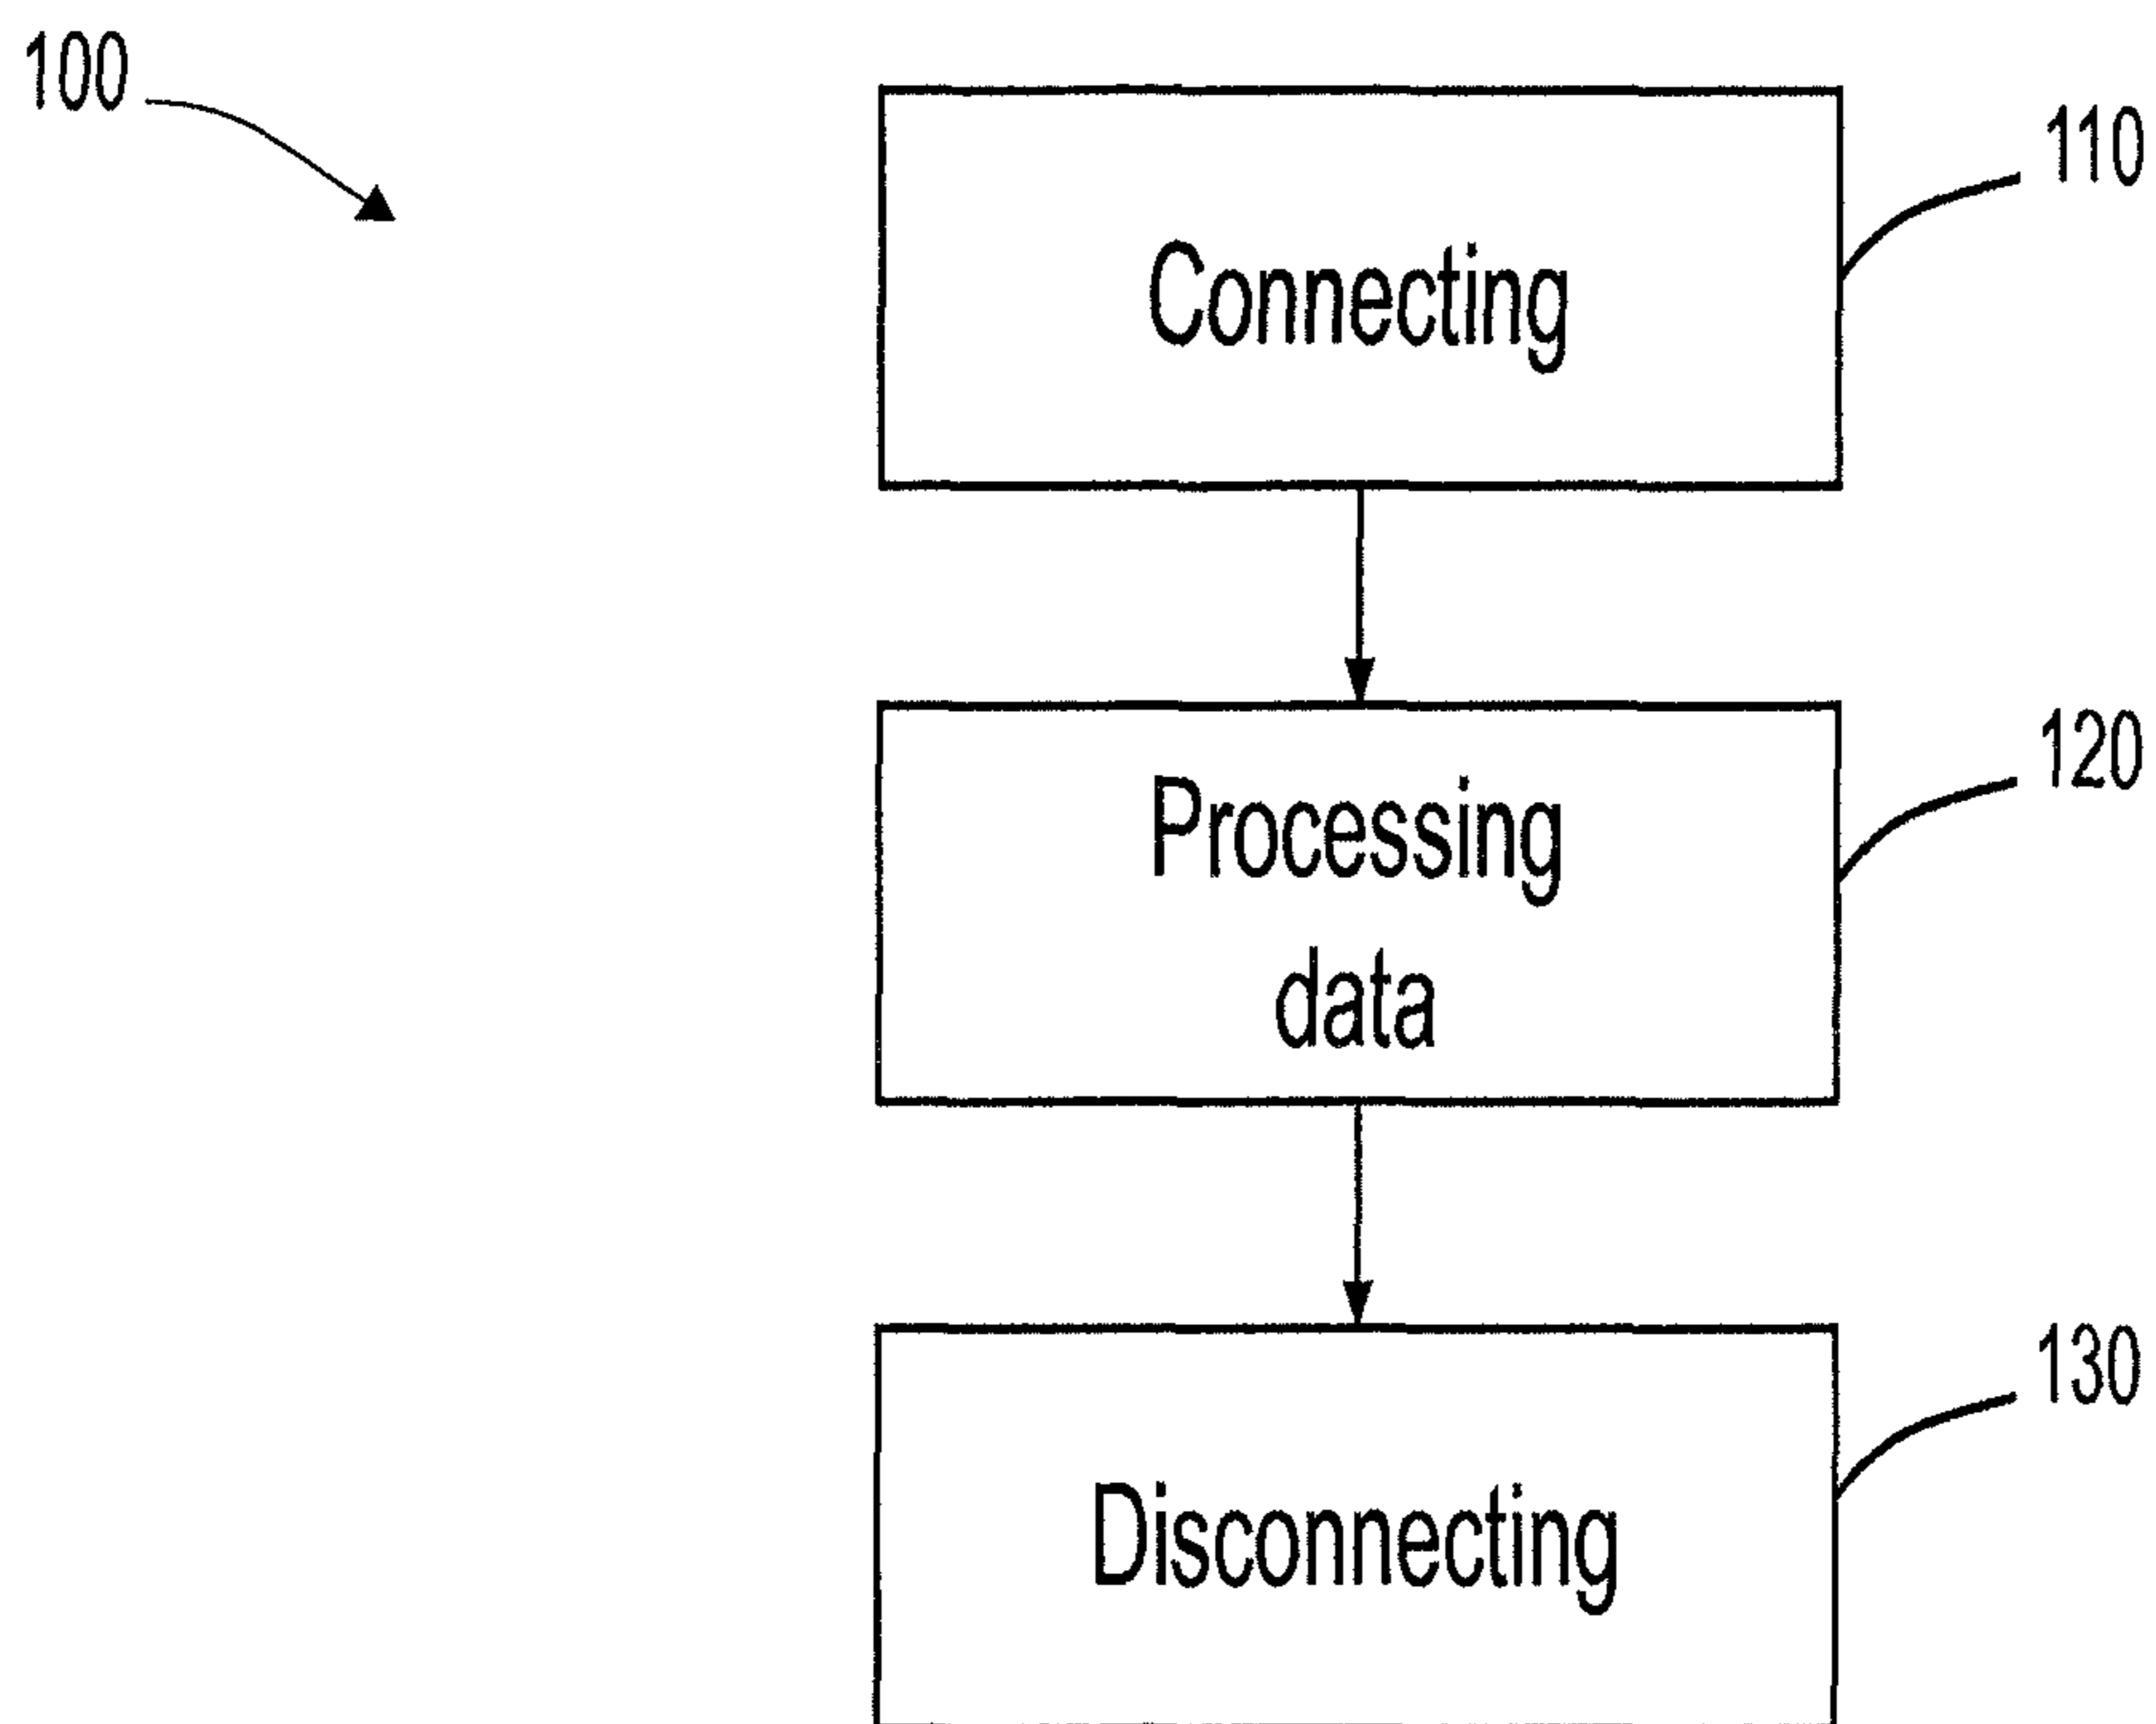 100
110
Connecting
120
Processing
data
130
Disconnecting